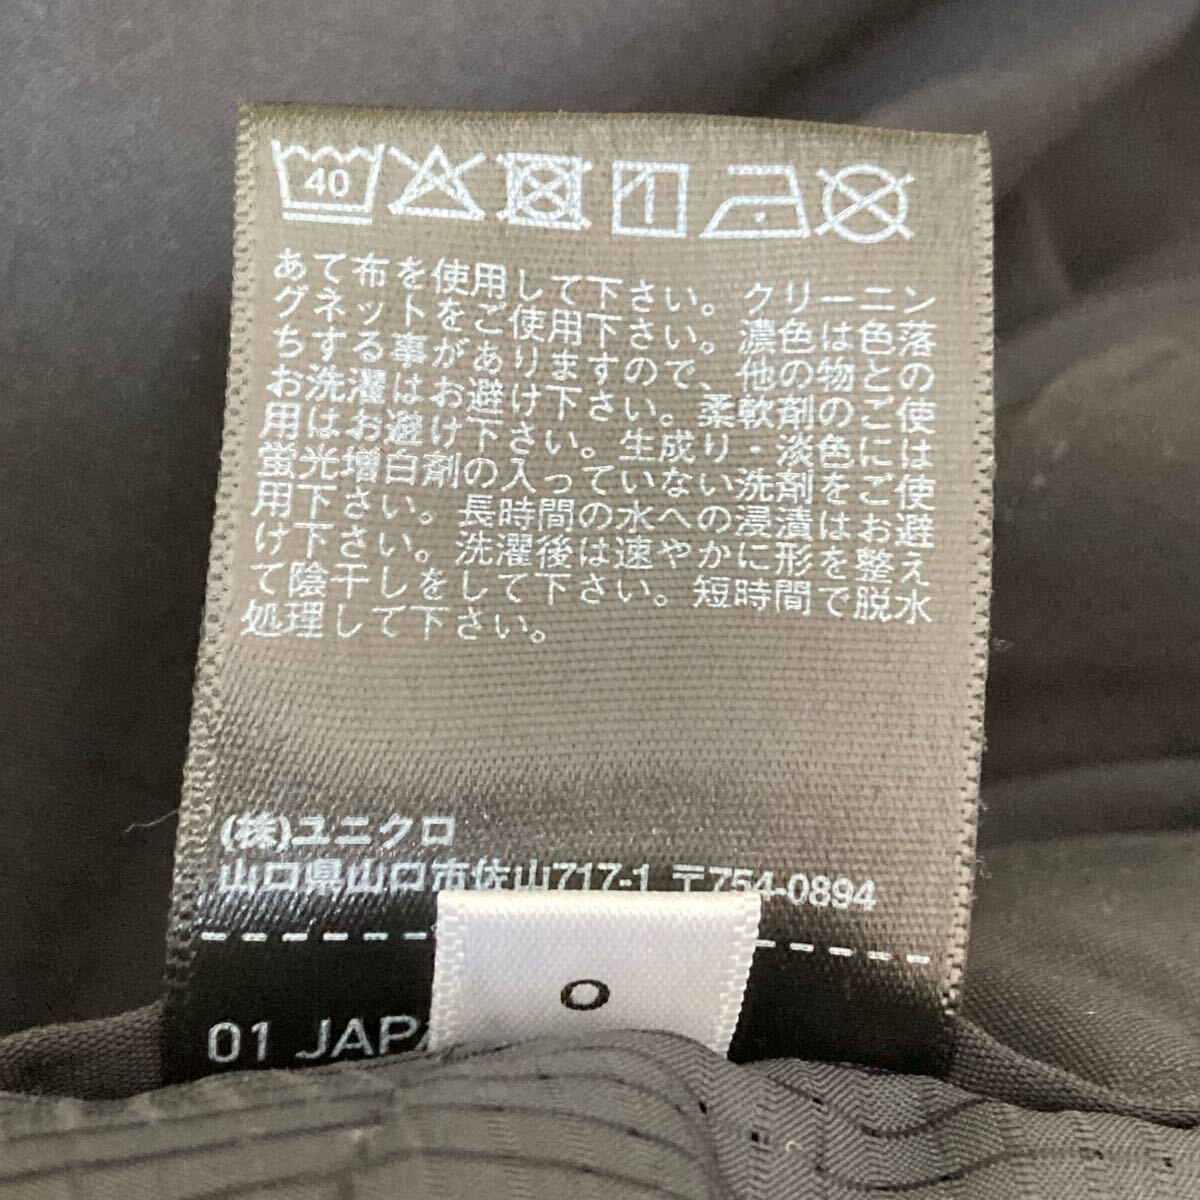 40
あて布を使用して下さい。クリーニン
グネットをご使用下さい。濃色は色落
ちする事がありますので、他の物との
お洗濯はお避け下さい。柔軟剤のご使
用はお避け下さい。生成り・淡色には
蛍光増白剤の入っていない洗剤をご使
用下さい。長時間の水への浸漬はお避
け下さい。洗濯後は速やかに形を整え
て陰干しをして下さい。短時間で脱水
処理して下さい。
(株)ユニクロ
山口県山口市佐山717-1 〒754-0894
O
01 JAPA